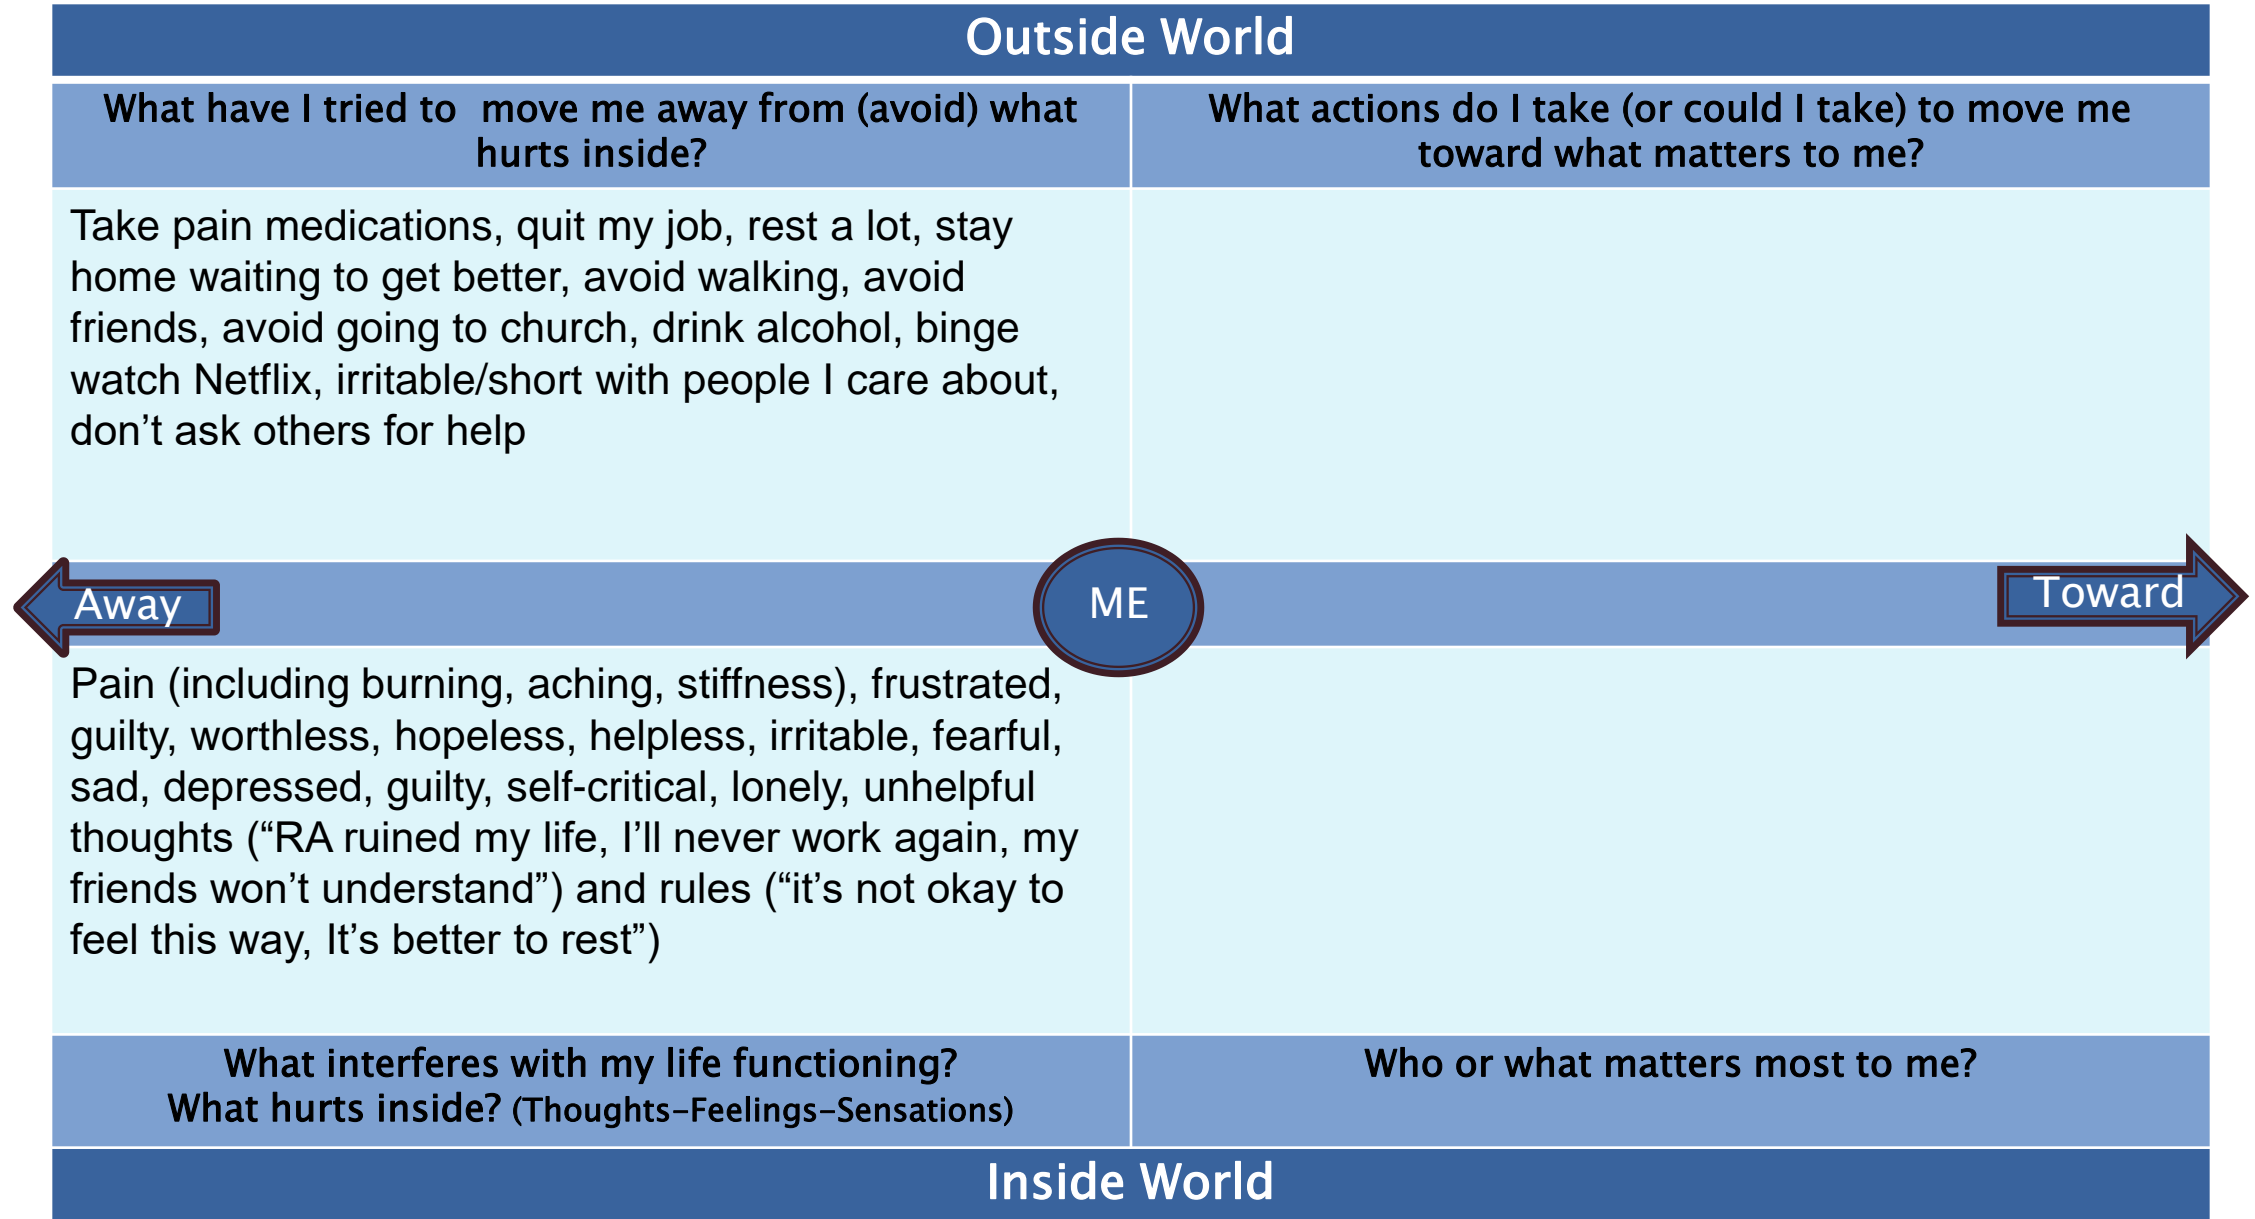 Outside World
What have I tried to  move me away from (avoid) what
hurts inside?
What actions do I take (or could I take) to move me
toward what matters to me?
Take pain medications, quit my job, rest a lot, stay
home waiting to get better, avoid walking, avoid
friends, avoid going to church, drink alcohol, binge
watch Netflix, irritable/short with people I care about,
don’t ask others for help
Away
ME
Toward
Pain (including burning, aching, stiffness), frustrated,
guilty, worthless, hopeless, helpless, irritable, fearful,
sad, depressed, guilty, self-critical, lonely, unhelpful
thoughts (“RA ruined my life, I’ll never work again, my
friends won’t understand”) and rules (“it’s not okay to
feel this way, It’s better to rest”)
What interferes with my life functioning?
What hurts inside? (Thoughts-Feelings-Sensations)
Who or what matters most to me?
Inside World